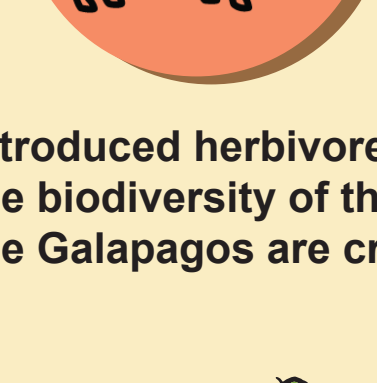 troduced herbivore
e biodiversity of th
e Galapagos are cr